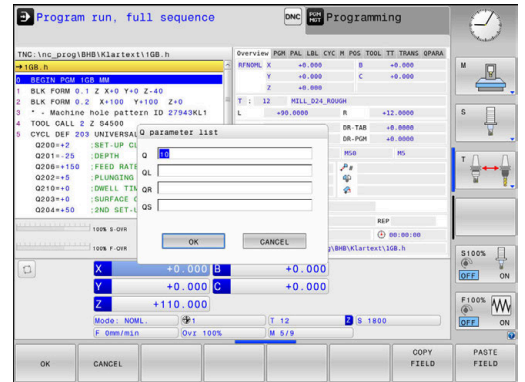 Program run, full sequence
DNC
PGM MGT
Programming
TNC:\nc_prog\BHB\Klartext\1GB.h
→1GB.h
0 BEGIN PGM 1GB MM
1 BLK FORM 0.1 Z X+0 Y+0 Z-40
2 BLK FORM 0.2 X+100 Y+100 Z+0
3 * - Machine hole pattern ID 27943KL1
4 TOOL CALL 2 Z S4500
5 CYCL DEF 203 UNIVERSAL
Q200=+2 ;SET-UP CL
Q201=-25 ;DEPTH
Q206=+150 ;FEED RATE
Q202=+5 ;PLUNGING
Q210=+0 ;DWELL TIM
Q203=+0 ;SURFACE C
Q204=+50 ;2ND SET-U
100% S-OVR
100% F-OVR
Overview PGM PAL LBL CYC M POS TOOL TT TRANS QPARA
RFNOML X +0.000 B +0.000
Y +0.000 C +0.000
Z +0.000
T : 12 MILL_D24_ROUGH
L +90.0000 R +12.0000
DR-TAB +0.0000
DR-PGM +0.0000
M50 M5
REP
00:00:00
\BHB\Klartext\1GB.h
Q parameter list
Q 10
QL
QR
QS
OK CANCEL
X +0.000 B +0.000
Y +0.000 C +0.000
Z +110.000
Mode: NOML. 1 T 12 Z S 1800
F 0mm/min Ovr 100% M 5/9
M
S
T
S100%
OFF ON
F100%
OFF ON
OK
CANCEL
COPY FIELD
PASTE FIELD